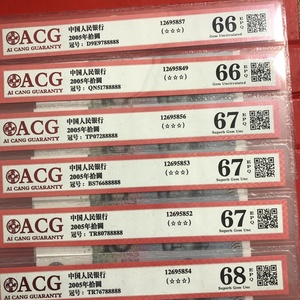 ACG
AI CANG GUARANTY
中国人民银行
2005年拾圆
冠号: D9E9788888
12695857
(☆☆☆)
66 EPQ
Gem Uncirculated
ACG
AI CANG GUARANTY
中国人民银行
2005年拾圆
冠号: QN51788888
12695849
(☆☆☆)
66 EPQ
Gem Uncirculated
ACG
AI CANG GUARANTY
中国人民银行
2005年拾圆
冠号: TP07288888
12695856
(☆☆☆)
67 EPQ
Superb Gem Unc
ACG
AI CANG GUARANTY
中国人民银行
2005年拾圆
冠号: BS76688888
12695853
(☆☆☆)
67 EPQ
Superb Gem Unc
ACG
AI CANG GUARANTY
中国人民银行
2005年拾圆
冠号: TR80788888
12695852
(☆☆☆)
67 EPQ
Superb Gem Unc
ACG
AI CANG GUARANTY
中国人民银行
2005年拾圆
冠号: TR76788888
12695854
(☆☆☆)
68 EPQ
Superb Gem Unc